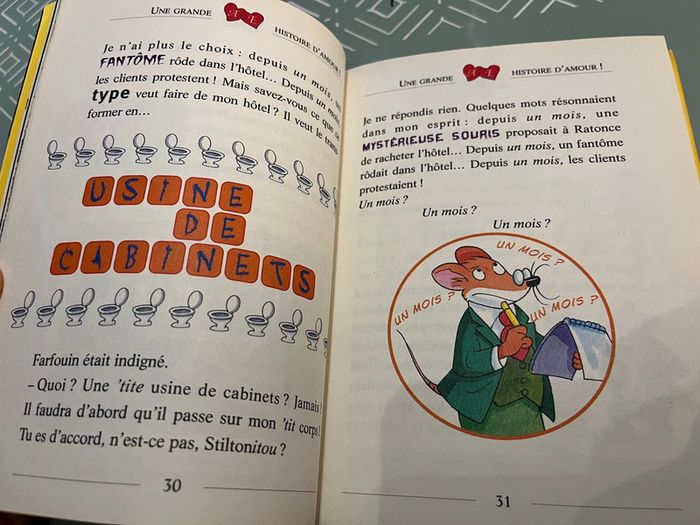 UNE GRANDE HISTOIRE D'AMOUR !
Je n'ai plus le choix : depuis un mois, un
FANTÔME rôde dans l'hôtel... Depuis un mois
les clients protestent ! Mais savez-vous ce que ce
type veut faire de mon hôtel ? Il veut le
former en...
USINE
DE
CABINETS
Farfouin était indigné.
– Quoi ? Une 'tite usine de cabinets ? Jamais !
Il faudra d'abord qu'il passe sur mon 'tit corps !
Tu es d'accord, n'est-ce pas, Stiltonitou ?
30
UNE GRANDE HISTOIRE D'AMOUR !
Je ne répondis rien. Quelques mots résonnaient
dans mon esprit : depuis un mois, une
MYSTÉRIEUSE SOURIS proposait à Ratonce
de racheter l'hôtel... Depuis un mois, un fantôme
rôdait dans l'hôtel... Depuis un mois, les clients
protestaient !
Un mois ?
Un mois ?
Un mois ?
UN MOIS ?
UN MOIS ?
UN MOIS ?
31